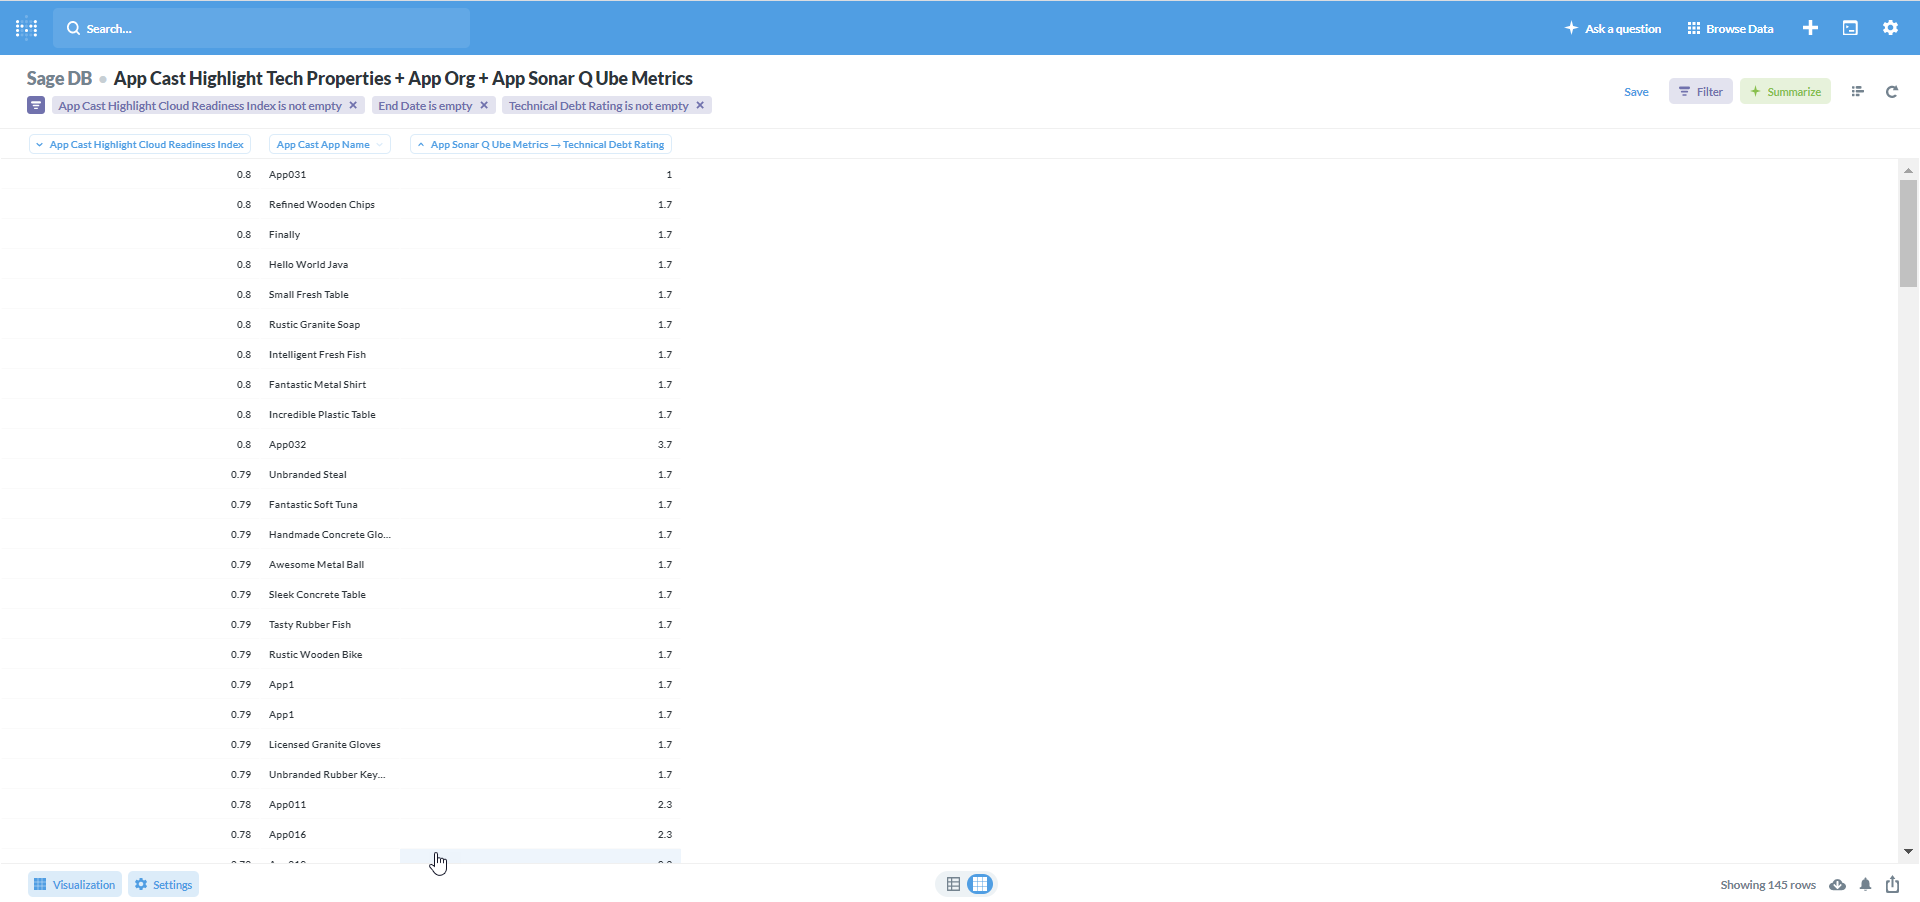 Search...
Ask a question
Browse Data
Sage DB • App Cast Highlight Tech Properties + App Org + App Sonar Q Ube Metrics
App Cast Highlight Cloud Readiness Index is not empty
End Date is empty
Technical Debt Rating is not empty
Save
Filter
Summarize
App Cast Highlight Cloud Readiness Index App Cast App Name App Sonar Q Ube Metrics → Technical Debt Rating
0.8 App031 1
0.8 Refined Wooden Chips 1.7
0.8 Finally 1.7
0.8 Hello World Java 1.7
0.8 Small Fresh Table 1.7
0.8 Rustic Granite Soap 1.7
0.8 Intelligent Fresh Fish 1.7
0.8 Fantastic Metal Shirt 1.7
0.8 Incredible Plastic Table 1.7
0.8 App032 3.7
0.79 Unbranded Steal 1.7
0.79 Fantastic Soft Tuna 1.7
0.79 Handmade Concrete Glo... 1.7
0.79 Awesome Metal Ball 1.7
0.79 Sleek Concrete Table 1.7
0.79 Tasty Rubber Fish 1.7
0.79 Rustic Wooden Bike 1.7
0.79 App1 1.7
0.79 App1 1.7
0.79 Licensed Granite Gloves 1.7
0.79 Unbranded Rubber Key... 1.7
0.78 App011 2.3
0.78 App016 2.3
Visualization
Settings
Showing 145 rows